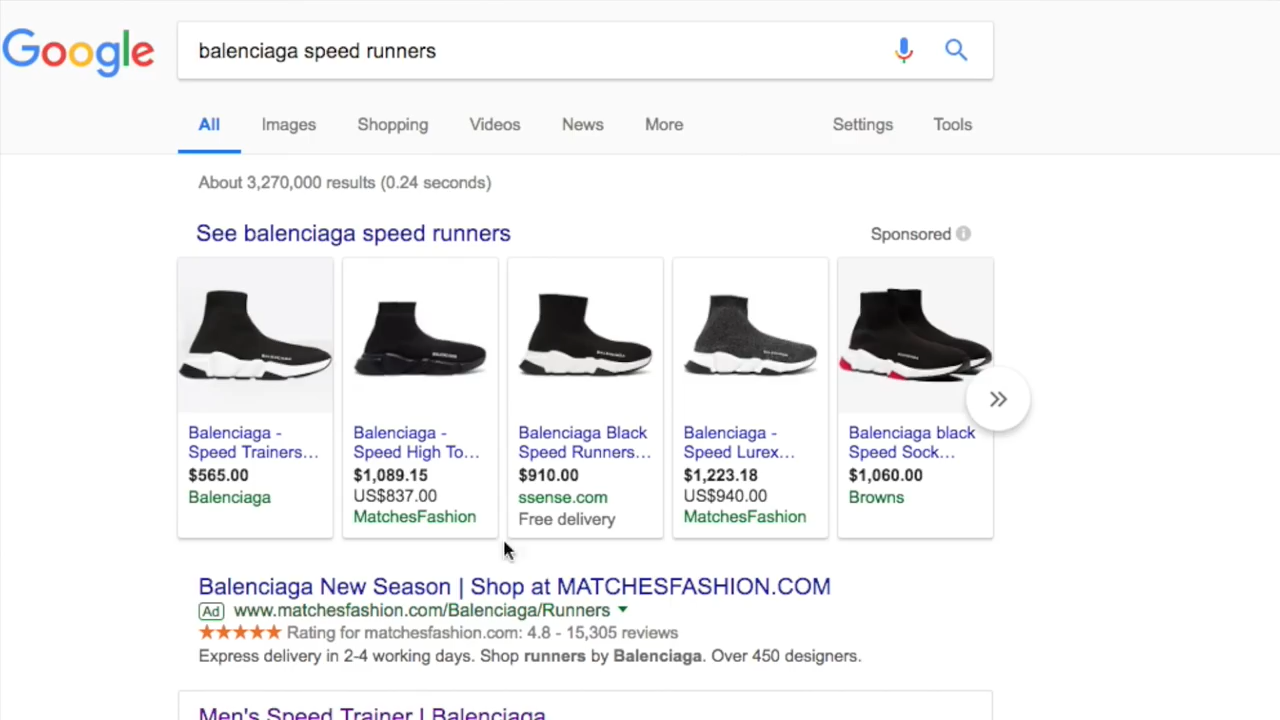 Google
balenciaga speed runners
All Images Shopping Videos News More Settings Tools
About 3,270,000 results (0.24 seconds)
See balenciaga speed runners
Sponsored
Balenciaga -
Speed Trainers...
$565.00
Balenciaga
Balenciaga -
Speed High To...
$1,089.15
US$837.00
MatchesFashion
Balenciaga Black
Speed Runners...
$910.00
ssense.com
Free delivery
Balenciaga -
Speed Lurex...
$1,223.18
US$940.00
MatchesFashion
Balenciaga black
Speed Sock...
$1,060.00
Browns
Balenciaga New Season | Shop at MATCHESFASHION.COM
Ad www.matchesfashion.com/Balenciaga/Runners
Rating for matchesfashion.com: 4.8 - 15,305 reviews
Express delivery in 2-4 working days. Shop runners by Balenciaga. Over 450 designers.
Men's Speed Trainer | Balenciaga